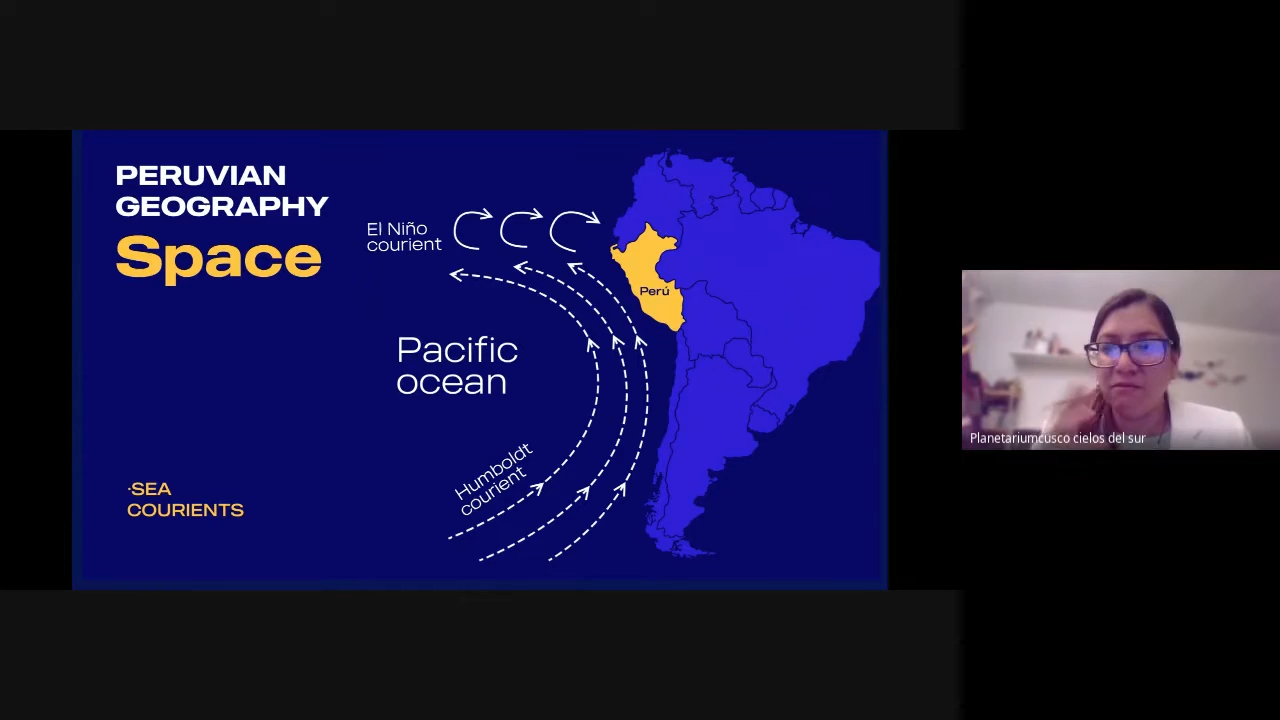 PERUVIAN
GEOGRAPHY
Space
El Niño
courient
Perú
Pacific
ocean
Humboldt
courient
·SEA
COURIENTS
Planetariumcusco cielos del sur